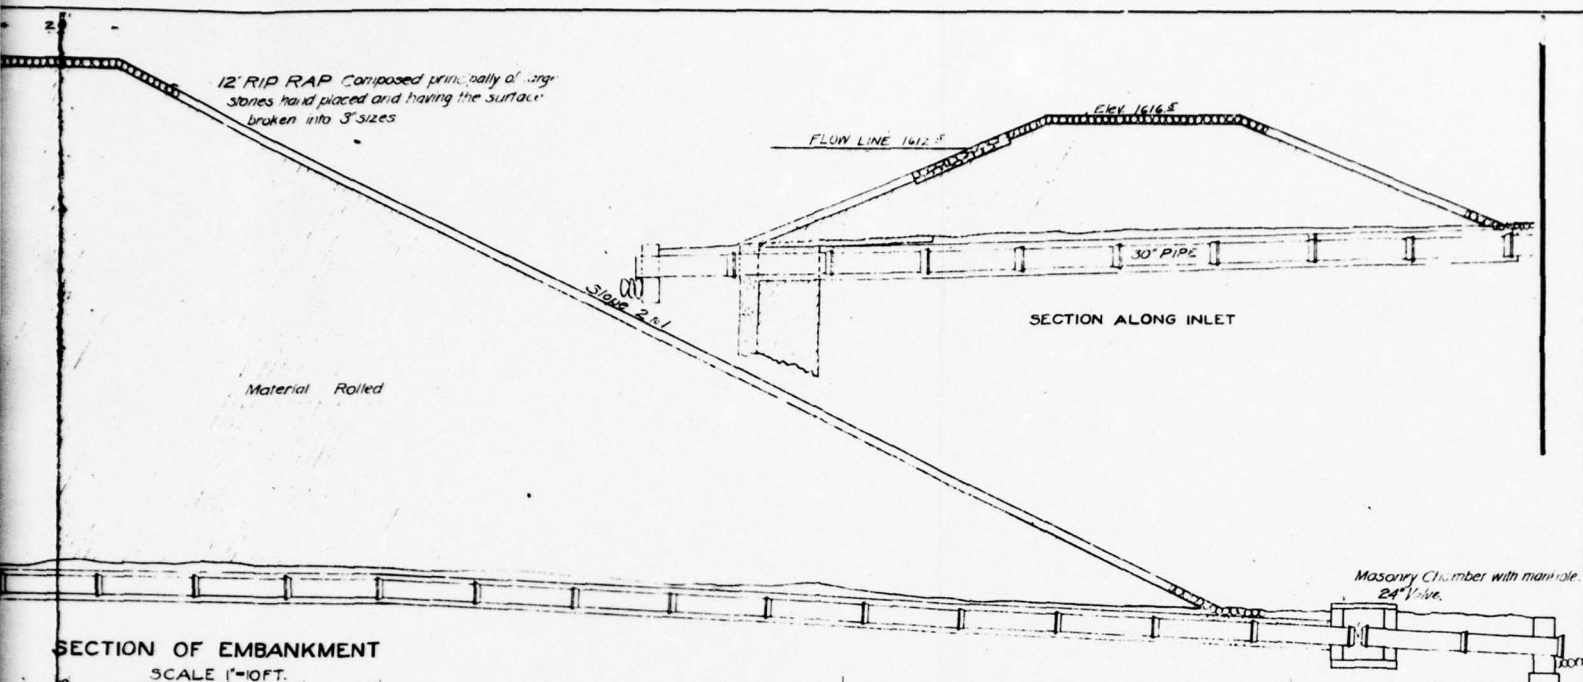 12" RIP RAP Composed principally of large
stones hand placed and having the surface
broken into 3" sizes
Elev. 1616.5
FLOW LINE 1612.5
30" PIPE
Slope 2 to 1
SECTION ALONG INLET
Material Rolled
Masonry Chamber with manhole.
24" Valve.
SECTION OF EMBANKMENT
SCALE 1"=10FT.